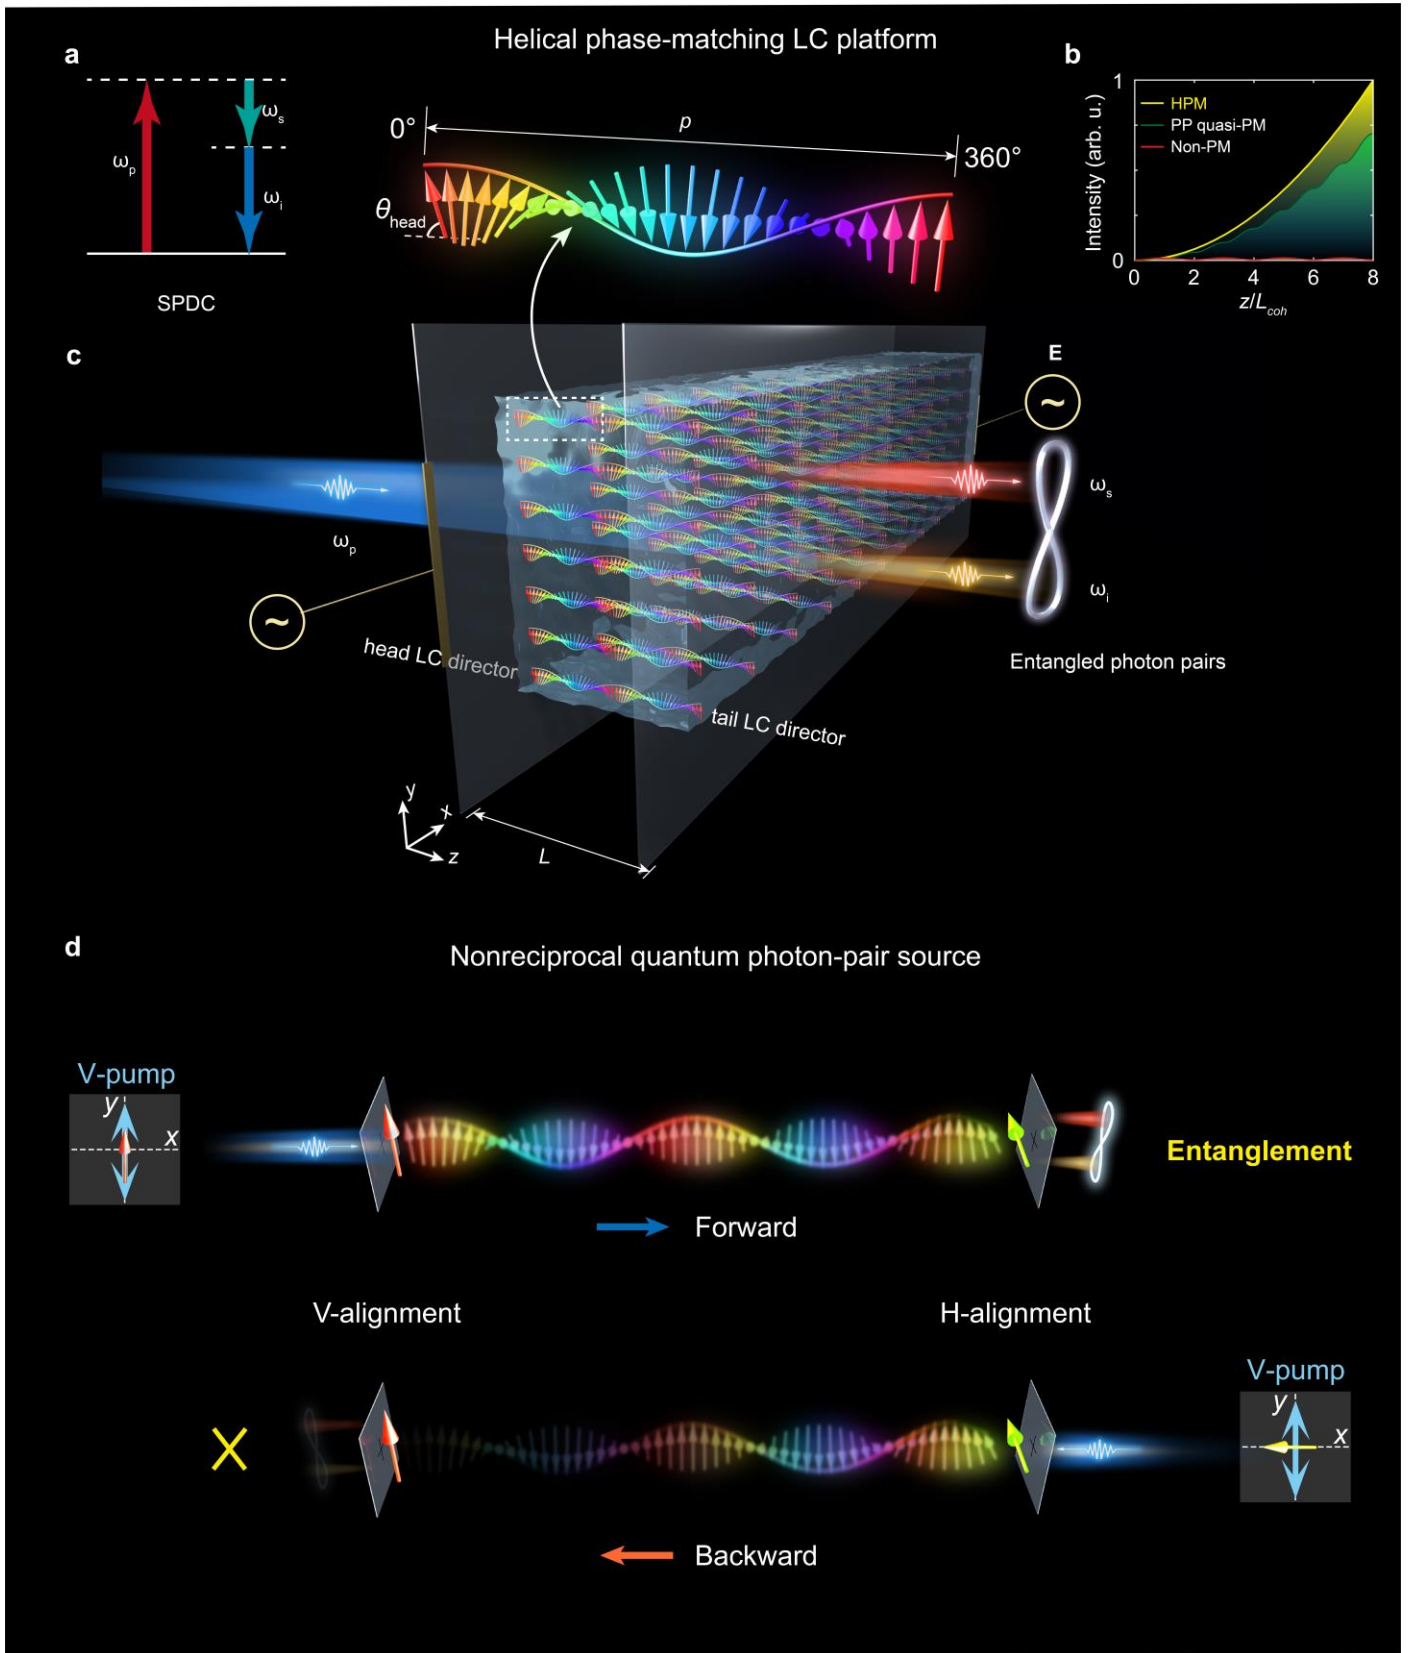 Helical phase-matching LC platform
a
ωp
ωs
ωi
SPDC
0°
p
360°
θhead
b
Intensity (arb. u.)
1
0
HPM
PP quasi-PM
Non-PM
0 2 4 6 8
z/Lcoh
c
E
~
ωp
~
ωs
ωi
Entangled photon pairs
head LC director
tail LC director
y
x
z
L
d
Nonreciprocal quantum photon-pair source
V-pump
y
x
Entanglement
Forward
V-alignment
H-alignment
V-pump
y
x
Backward